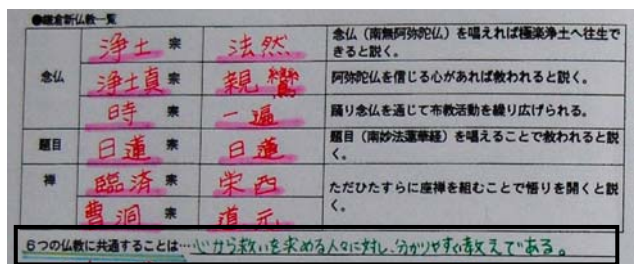 ●鎌倉新仏教一覧
念仏
浄土宗 法然 念仏（南無阿弥陀仏）を唱えれば極楽浄土へ往生で
きると説く。
浄土真宗 親鸞 阿弥陀仏を信じる心があれば救われると説く。
時宗 一遍 踊り念仏を通じて布教活動を繰り広げられる。
題目 日蓮宗 日蓮 題目（南妙法蓮華経）を唱えることで救われると説
く。
禅
臨済宗 栄西 ただひたすらに座禅を組むことで悟りを開くと説
く。
曹洞宗 道元
６つの仏教に共通することは…心から救いを求める人々に対し、分かりやすい教えである。